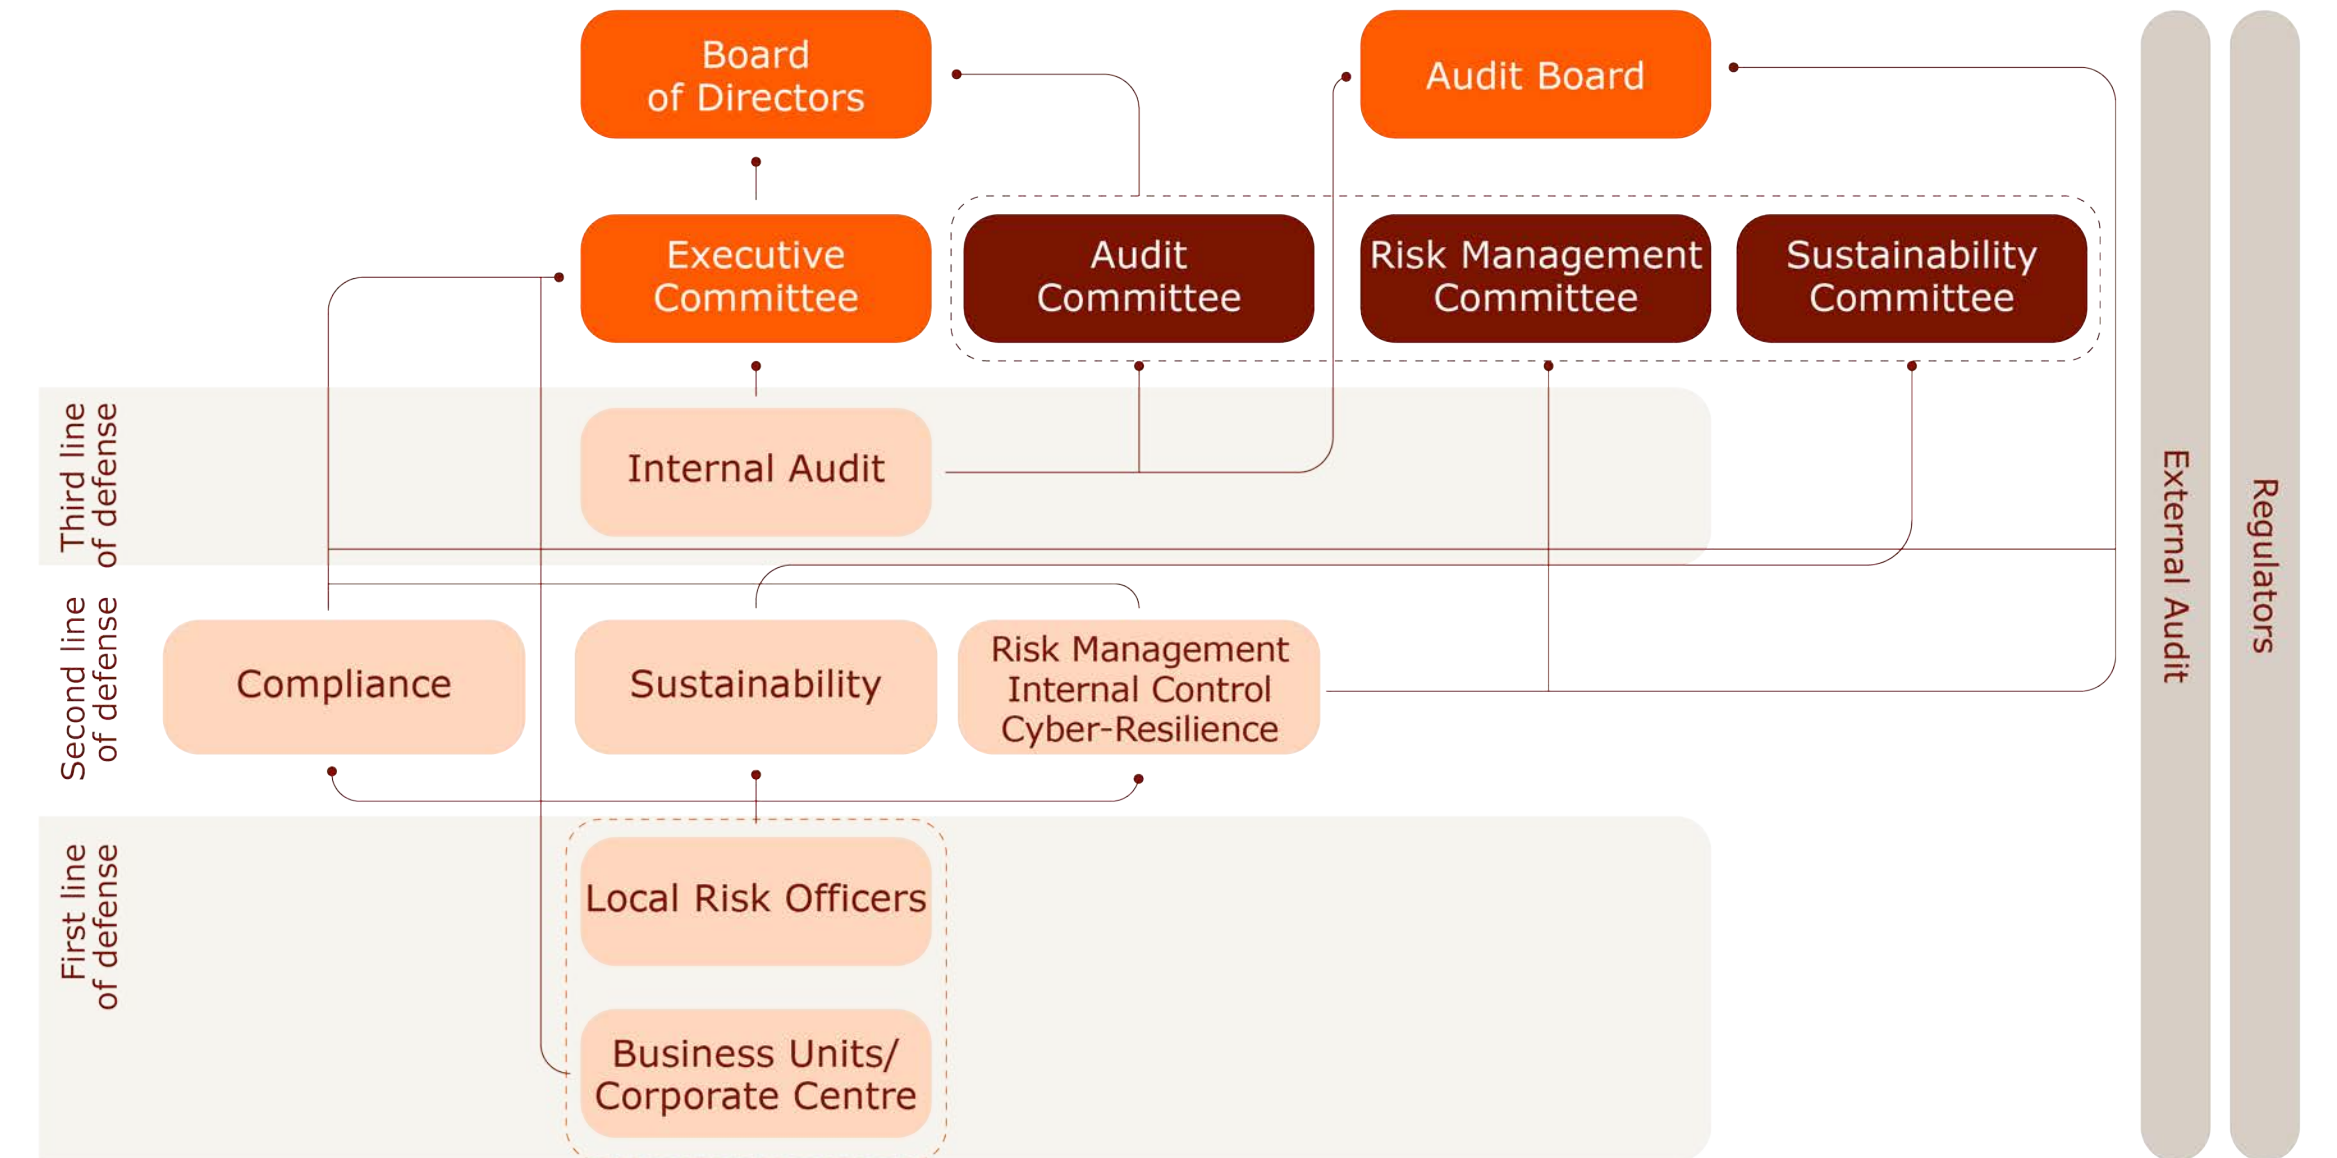 Board
of Directors
Audit Board
Executive
Committee
Audit
Committee
Risk Management
Committee
Sustainability
Committee
Third line
of defense
Internal Audit
Second line
of defense
Compliance
Sustainability
Risk Management
Internal Control
Cyber-Resilience
First line
of defense
Local Risk Officers
Business Units/
Corporate Centre
External Audit
Regulators